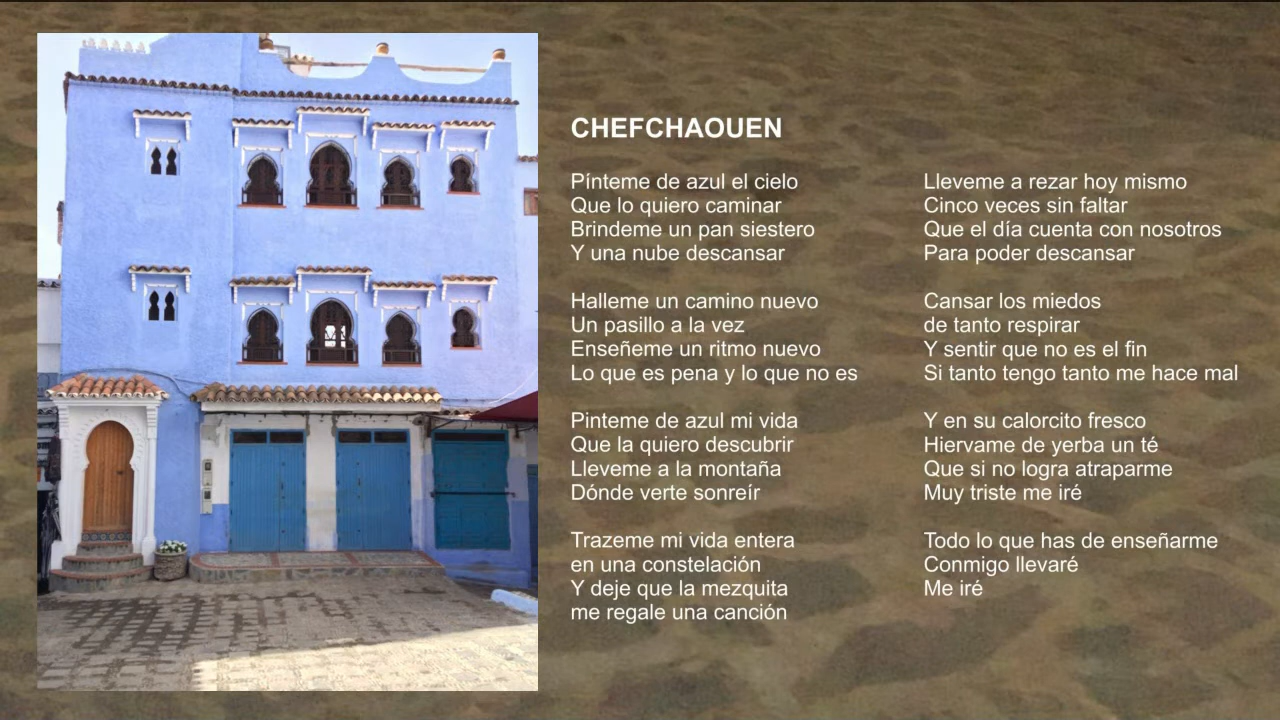 CHEFCHAOUEN
Pínteme de azul el cielo
Que lo quiero caminar
Brindeme un pan siestero
Y una nube descansar
Halleme un camino nuevo
Un pasillo a la vez
Enseñeme un ritmo nuevo
Lo que es pena y lo que no es
Pinteme de azul mi vida
Que la quiero descubrir
Lleveme a la montaña
Dónde verte sonreír
Trazeme mi vida entera
en una constelación
Y deje que la mezquita
me regale una canción
Lleveme a rezar hoy mismo
Cinco veces sin faltar
Que el día cuenta con nosotros
Para poder descansar
Cansar los miedos
de tanto respirar
Y sentir que no es el fin
Si tanto tengo tanto me hace mal
Y en su calorcito fresco
Hiervame de yerba un té
Que si no logra atraparme
Muy triste me iré
Todo lo que has de enseñarme
Conmigo llevaré
Me iré